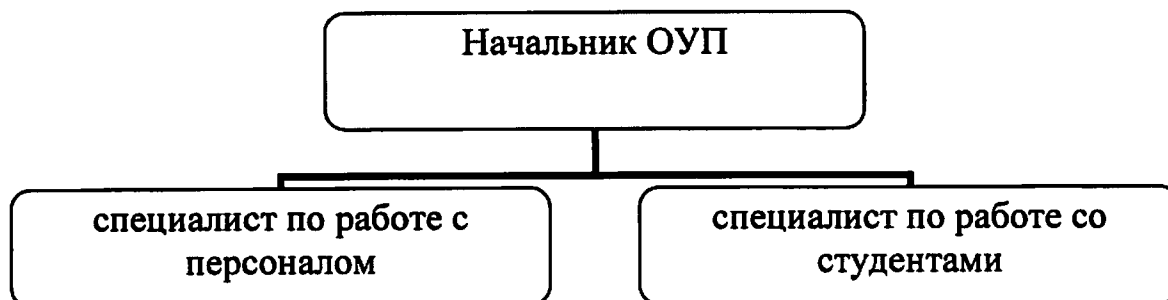 Начальник ОУП
специалист по работе с
персоналом
специалист по работе со
студентами